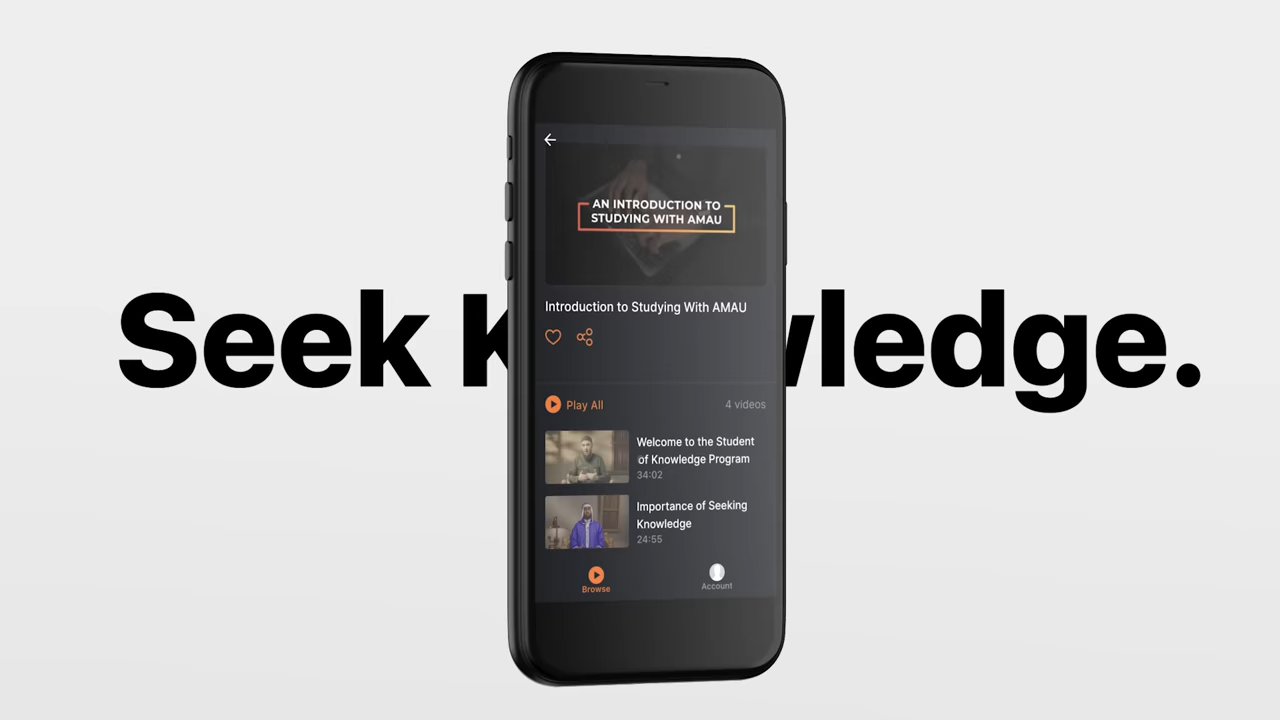 Seek K wledge.
AN INTRODUCTION TO
STUDYING WITH AMAU
Introduction to Studying With AMAU
Play All
4 videos
Welcome to the Student
of Knowledge Program
34:02
Importance of Seeking
Knowledge
24:55
Browse
Account